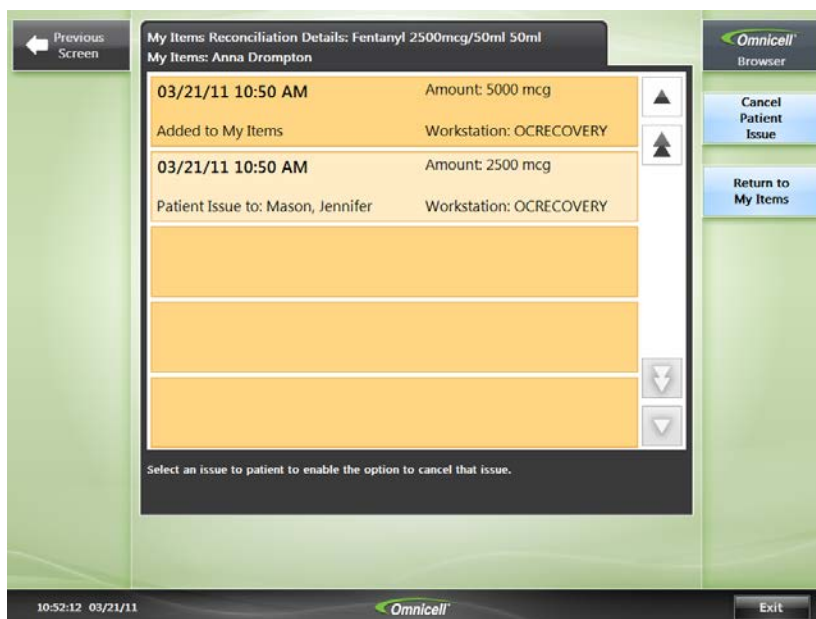 Previous
Screen
My Items Reconciliation Details: Fentanyl 2500mcg/50ml 50ml
My Items: Anna Drompton
Omnicell
Browser
03/21/11 10:50 AM Amount: 5000 mcg
Added to My Items Workstation: OCRECOVERY
03/21/11 10:50 AM Amount: 2500 mcg
Patient Issue to: Mason, Jennifer Workstation: OCRECOVERY
Cancel
Patient
Issue
Return to
My Items
Select an issue to patient to enable the option to cancel that issue.
10:52:12 03/21/11 Omnicell Exit